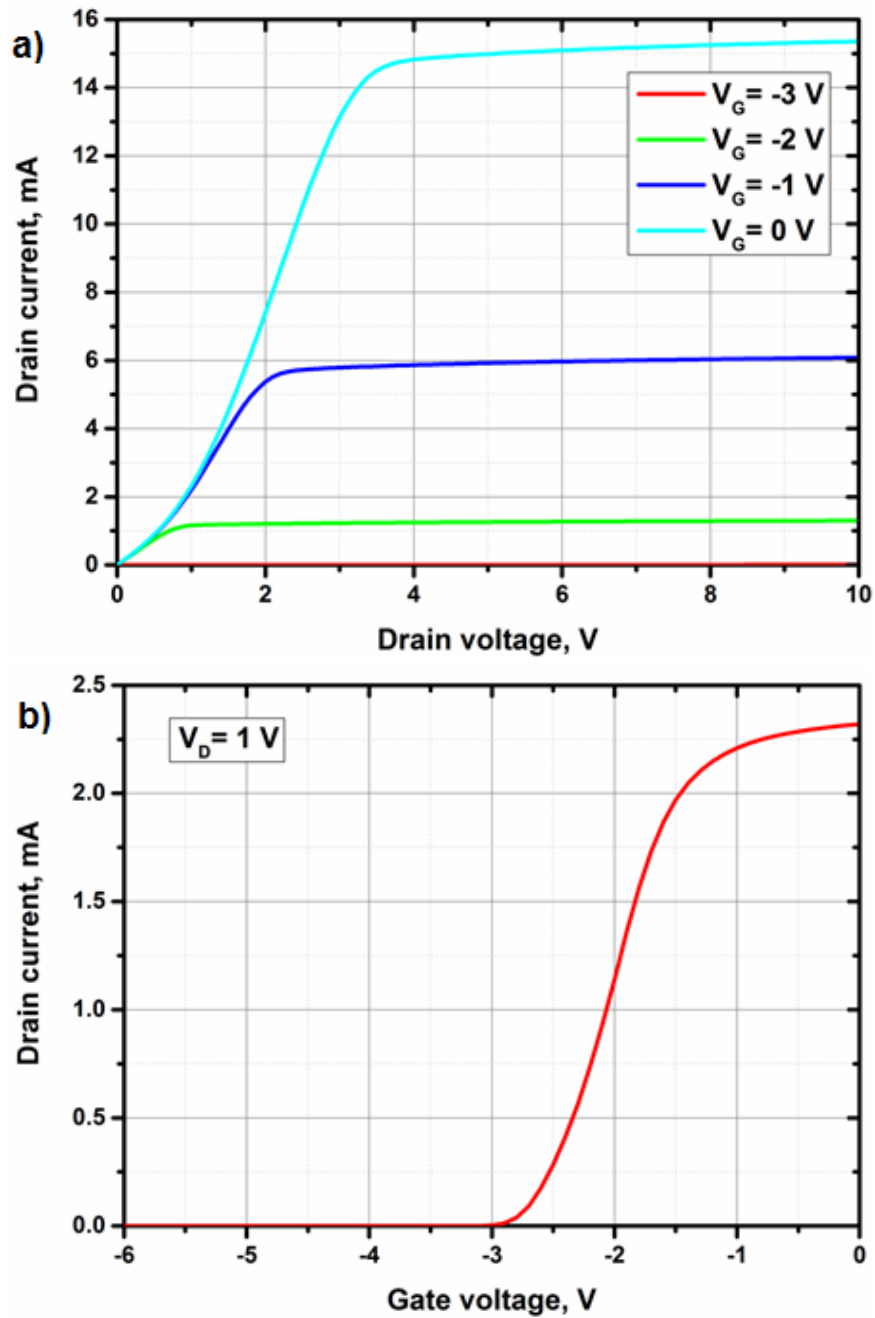 a)
16
14
12
10
8
6
4
2
0
Drain current, mA
V_G= -3 V
V_G= -2 V
V_G= -1 V
V_G= 0 V
0 2 4 6 8 10
Drain voltage, V
b)
2.5
2.0
1.5
1.0
0.5
0.0
Drain current, mA
V_D= 1 V
-6 -5 -4 -3 -2 -1 0
Gate voltage, V